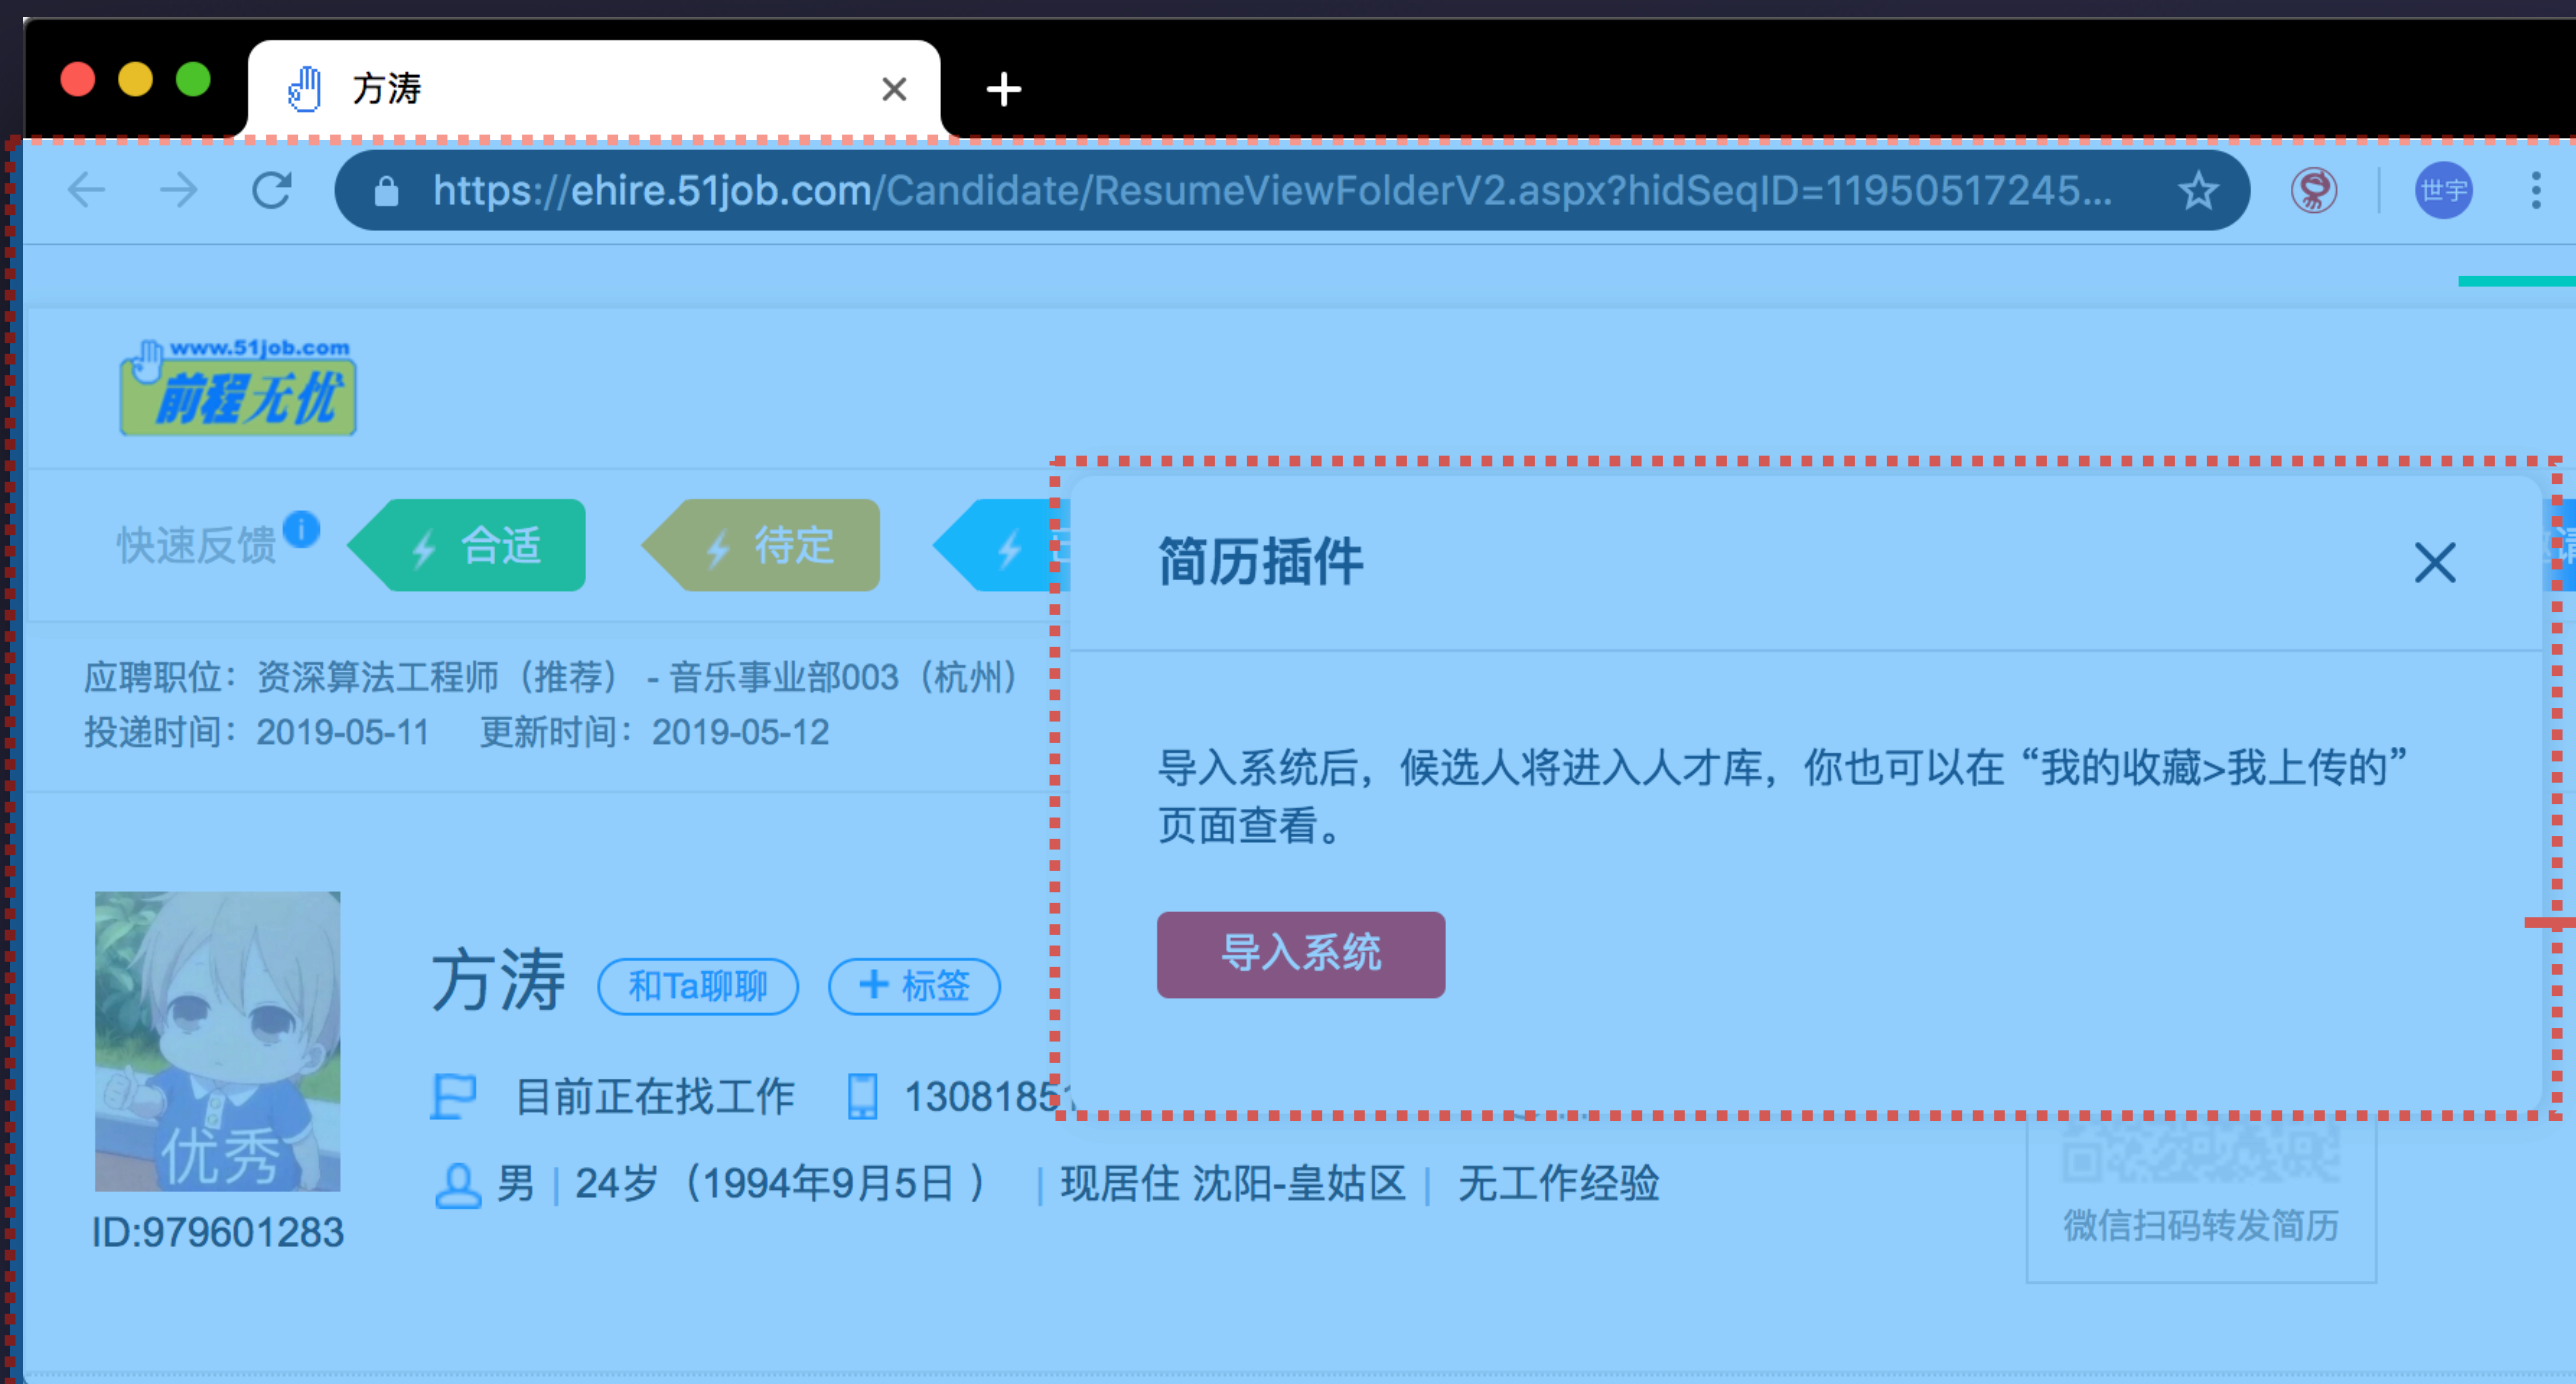 方涛
https://ehire.51job.com/Candidate/ResumeViewFolderV2.aspx?hidSeqID=11950517245...
世宇
www.51job.com
前程无忧
快速反馈 合适 待定
简历插件
应聘职位：资深算法工程师（推荐） - 音乐事业部003（杭州）
投递时间：2019-05-11 更新时间：2019-05-12
导入系统后，候选人将进入人才库，你也可以在 “我的收藏>我上传的”
页面查看。
导入系统
方涛 和Ta聊聊 + 标签
目前正在找工作 13081851
男 | 24岁（1994年9月5日 ） | 现居住 沈阳-皇姑区 | 无工作经验
优秀
ID:979601283
微信扫码转发简历